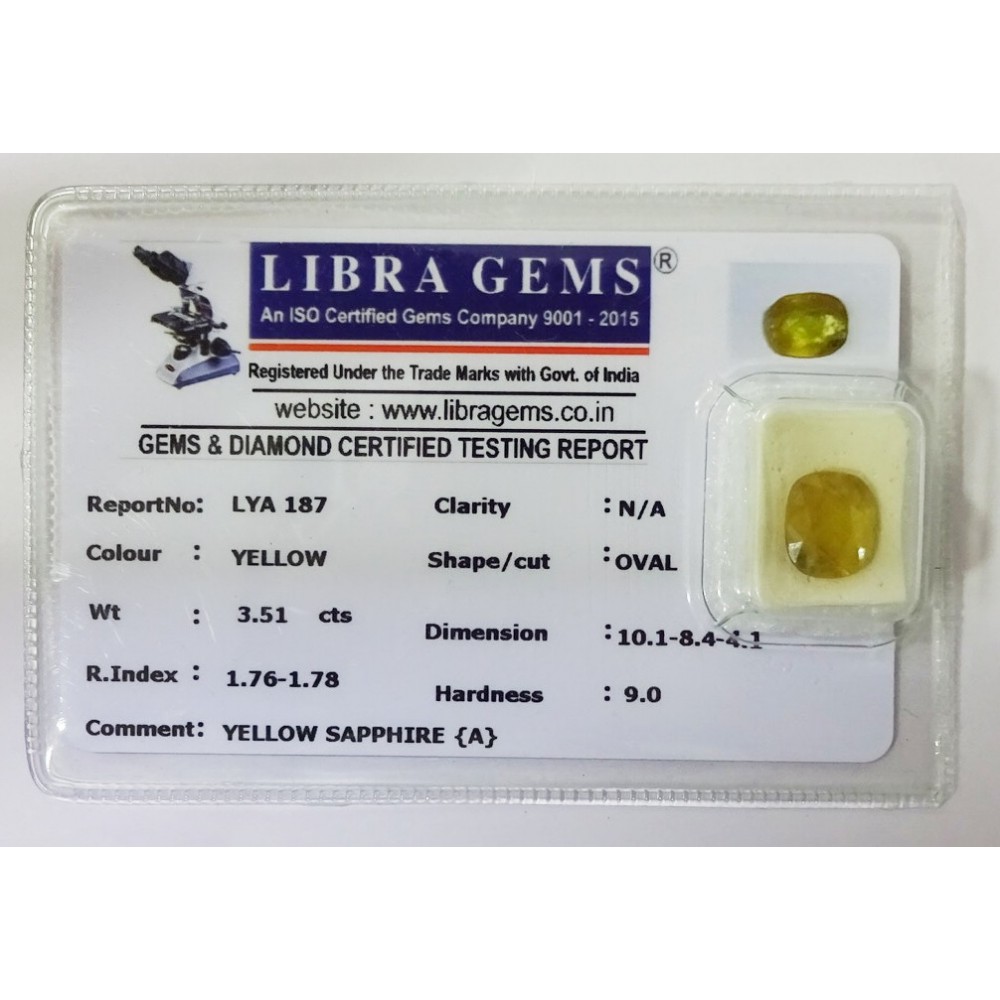 LIBRA GEMS ®
An ISO Certified Gems Company 9001 - 2015
Registered Under the Trade Marks with Govt. of India
website : www.libragems.co.in
GEMS & DIAMOND CERTIFIED TESTING REPORT
ReportNo: LYA 187 Clarity : N/A
Colour : YELLOW Shape/cut : OVAL
Wt : 3.51 cts Dimension : 10.1-8.4-4.1
R.Index : 1.76-1.78 Hardness : 9.0
Comment: YELLOW SAPPHIRE {A}